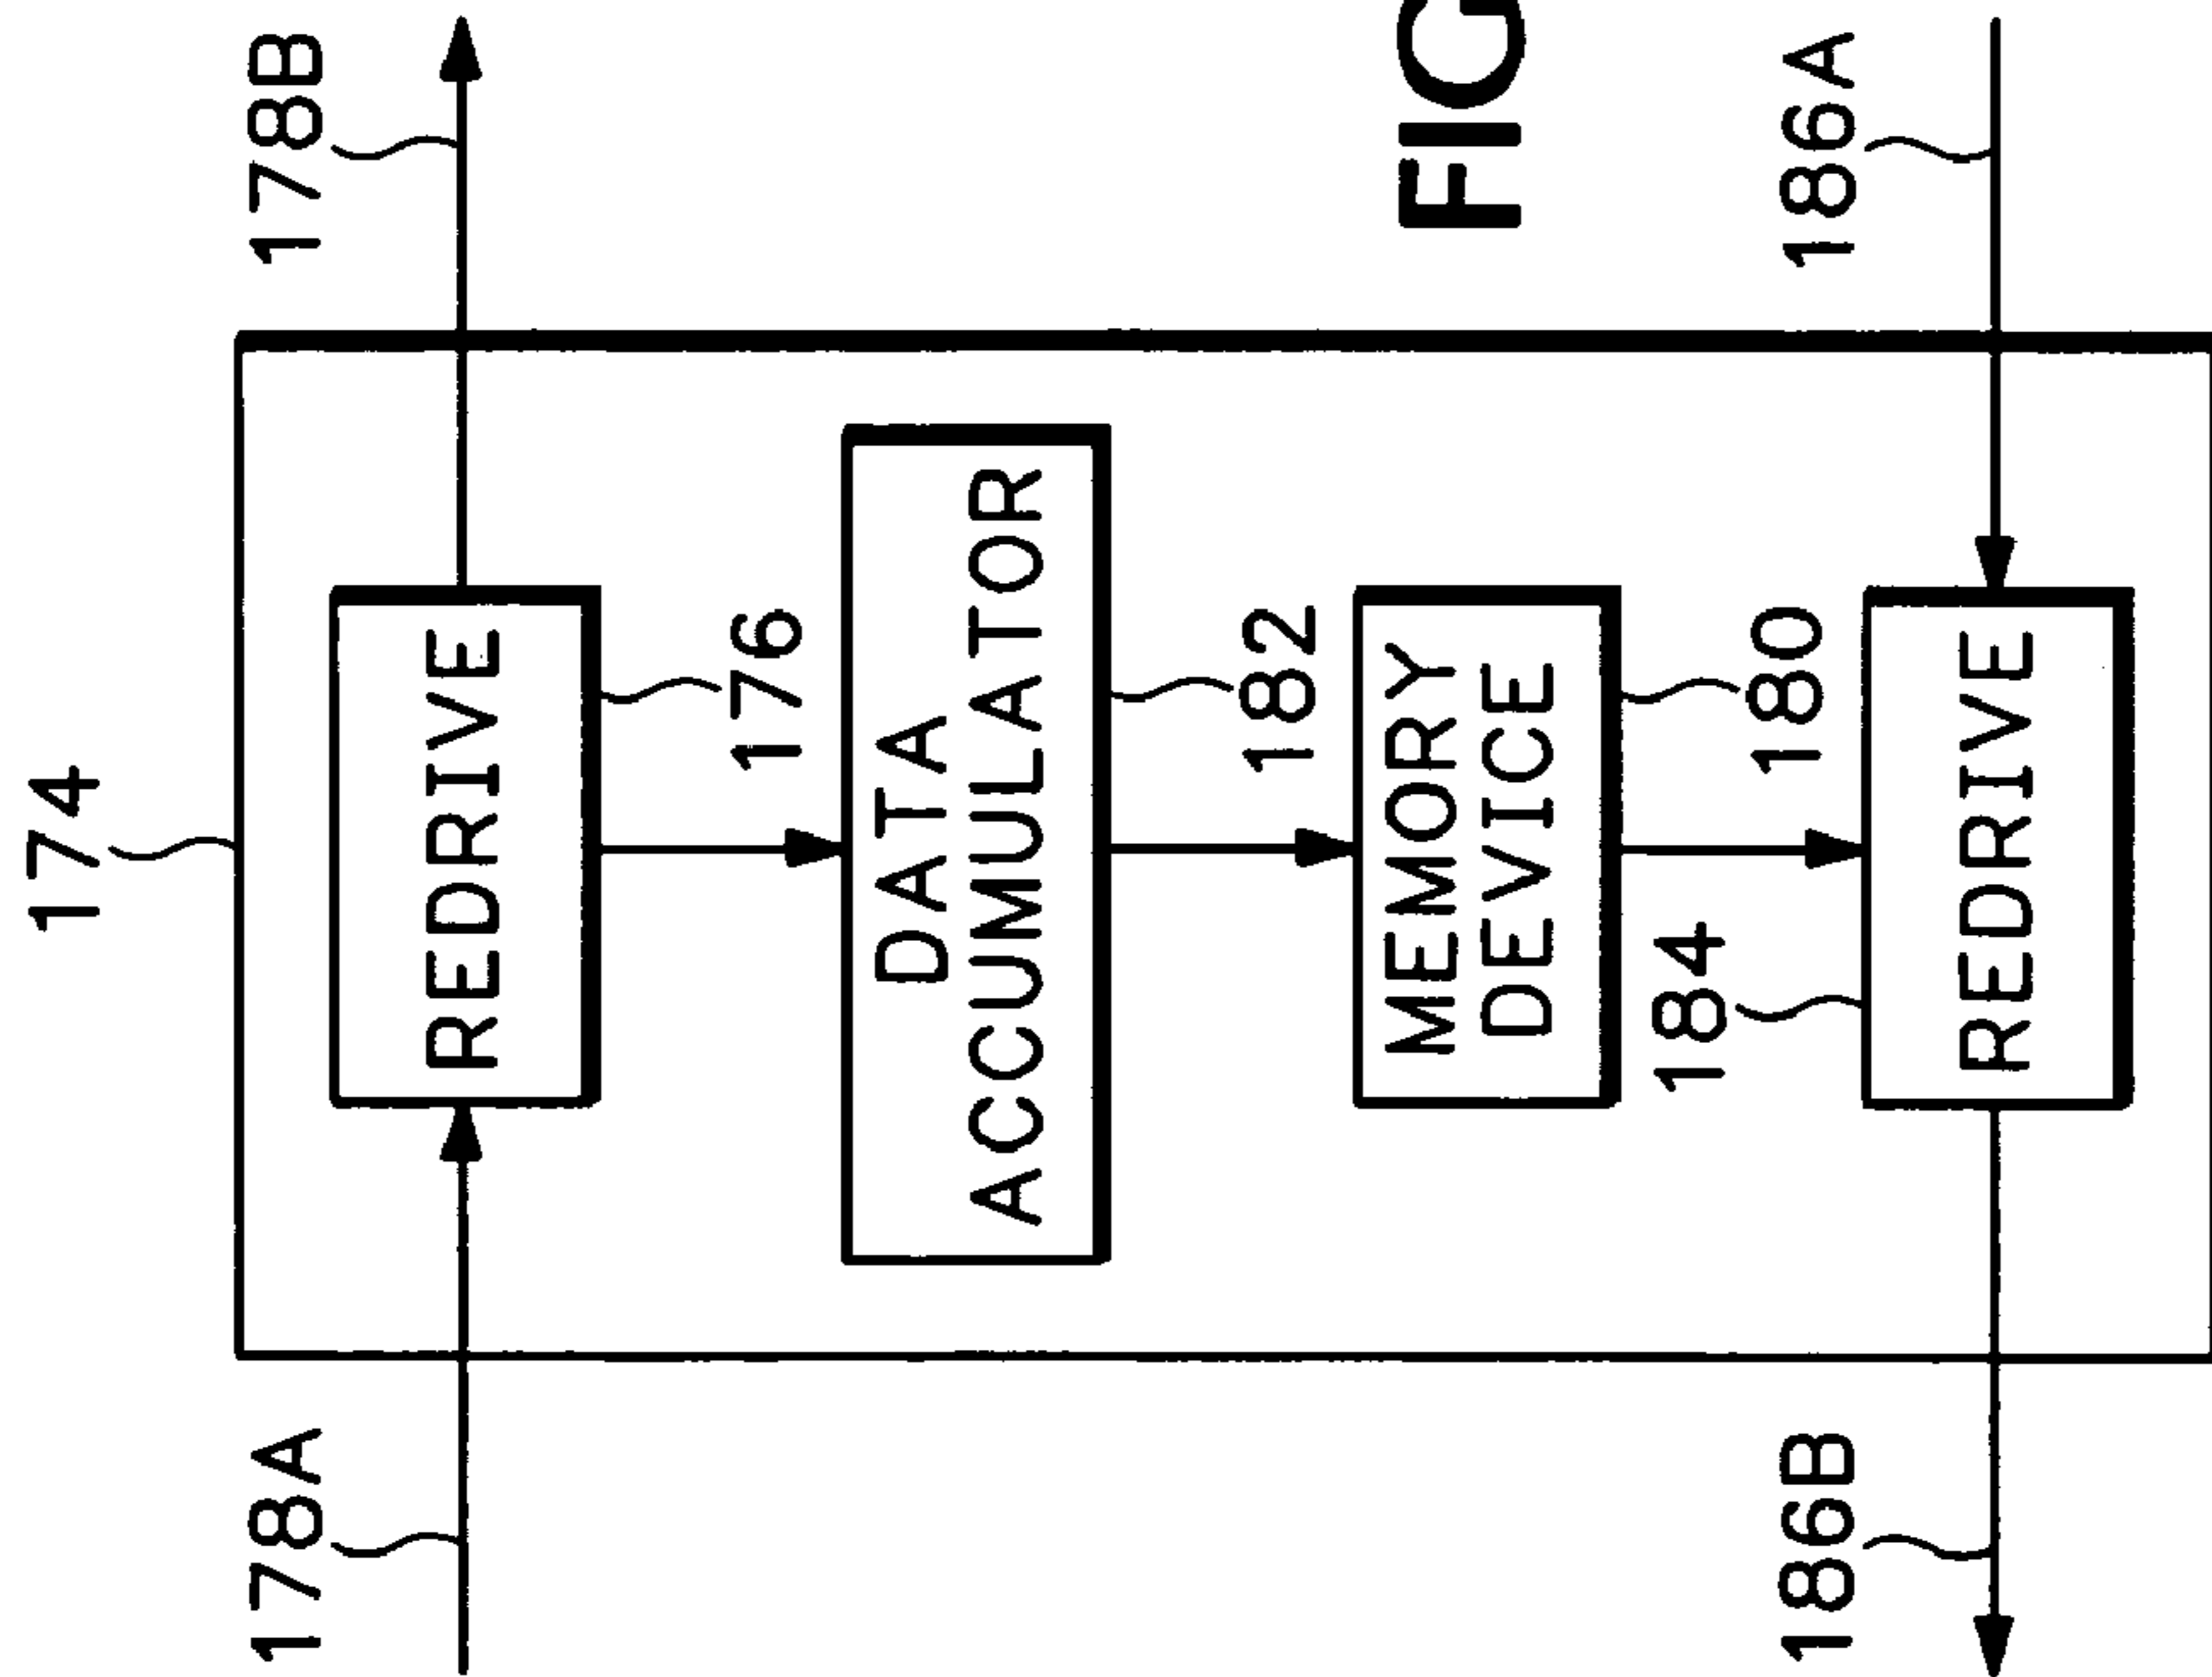 174
178A
178B
REDRIVE
176
DATA
ACCUMULATOR
182
MEMORY
DEVICE
FIG
184
180
186B
186A
REDRIVE